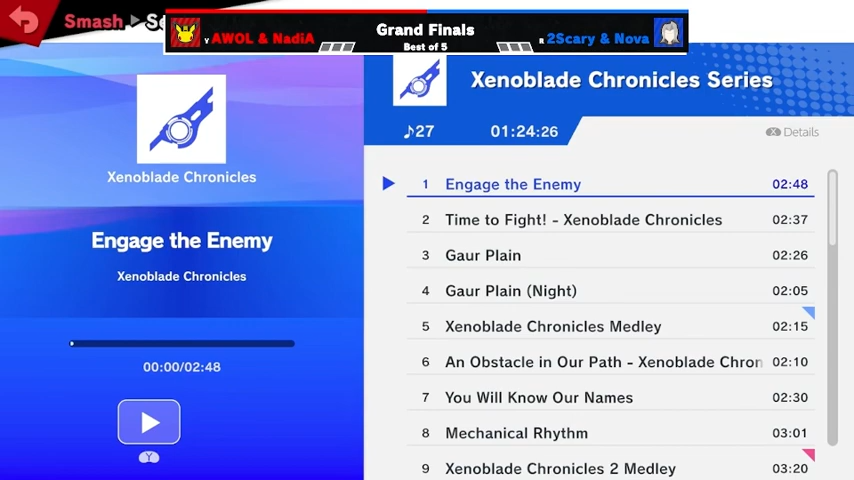 Smash
Grand Finals
Best of 5
V AWOL & NadiA
R 2Scary & Nova
Xenoblade Chronicles
Engage the Enemy
Xenoblade Chronicles
00:00/02:48
Y
Xenoblade Chronicles Series
♪27 01:24:26
X Details
1 Engage the Enemy 02:48
2 Time to Fight! - Xenoblade Chronicles 02:37
3 Gaur Plain 02:26
4 Gaur Plain (Night) 02:05
5 Xenoblade Chronicles Medley 02:15
6 An Obstacle in Our Path - Xenoblade Chron 02:10
7 You Will Know Our Names 02:30
8 Mechanical Rhythm 03:01
9 Xenoblade Chronicles 2 Medley 03:20